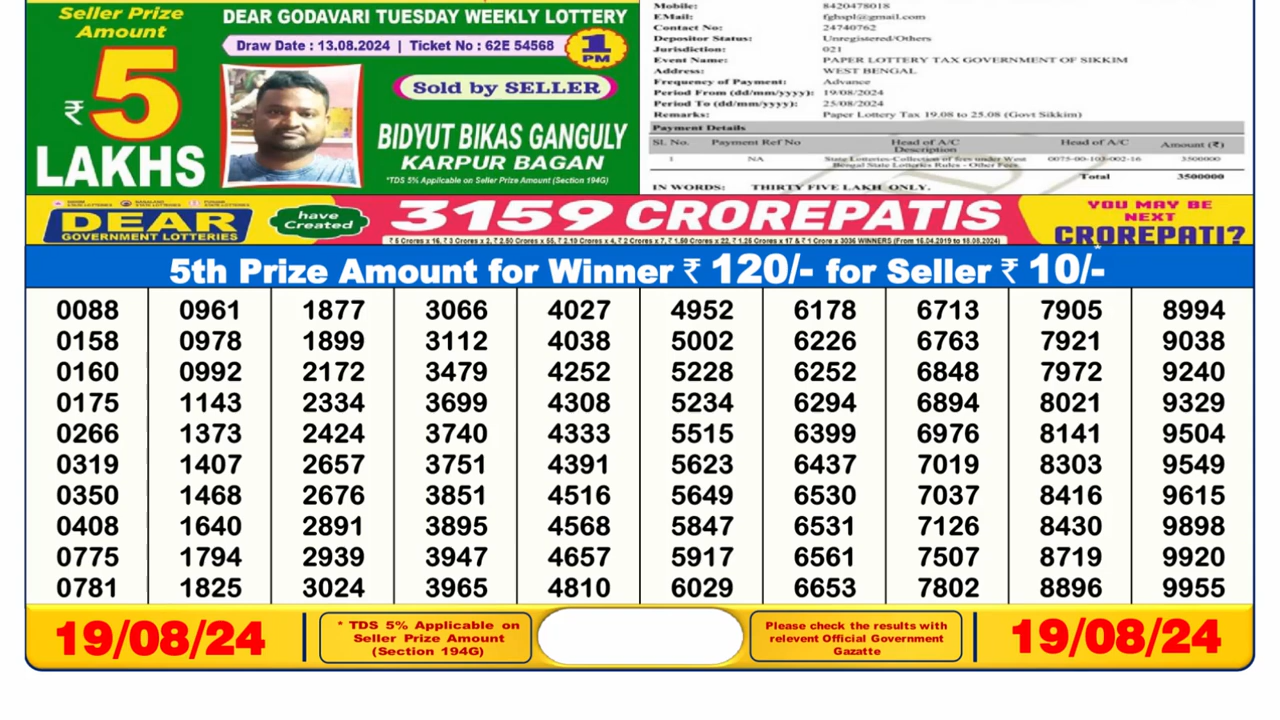 Seller Prize
Amount
₹ 5
LAKHS
DEAR GODAVARI TUESDAY WEEKLY LOTTERY
Draw Date : 13.08.2024 | Ticket No : 62E 54568
1
PM
Sold by SELLER
BIDYUT BIKAS GANGULY
KARPUR BAGAN
*TDS 5% Applicable on Seller Prize Amount (Section 194G)
Mobile: 8420478018
EMail: fghspl@gmail.com
Contact No: 24740762
Depositor Status: Unregistered/Others
Jurisdiction: 021
Event Name: PAPER LOTTERY TAX GOVERNMENT OF SIKKIM
Address: WEST BENGAL
Frequency of Payment: Advance
Period From (dd/mm/yyyy): 19/08/2024
Period To (dd/mm/yyyy): 25/08/2024
Remarks: Paper Lottery Tax 19.08 to 25.08 (Govt Sikkim)
Payment Details
Sl. No. Payment Ref No Head of A/C Description Head of A/C Amount (₹)
1 NA State Lotteries-Collection of fees under West Bengal State Lotteries Rules - Other Fees 0075-00-103-002-16 3500000
Total 3500000
IN WORDS: THIRTY FIVE LAKH ONLY.
DEAR
GOVERNMENT LOTTERIES
have
Created
3159 CROREPATIS
YOU MAY BE
NEXT
CROREPATI?
5th Prize Amount for Winner ₹ 120/- for Seller ₹ 10/-*
0088 0961 1877 3066 4027 4952 6178 6713 7905 8994
0158 0978 1899 3112 4038 5002 6226 6763 7921 9038
0160 0992 2172 3479 4252 5228 6252 6848 7972 9240
0175 1143 2334 3699 4308 5234 6294 6894 8021 9329
0266 1373 2424 3740 4333 5515 6399 6976 8141 9504
0319 1407 2657 3751 4391 5623 6437 7019 8303 9549
0350 1468 2676 3851 4516 5649 6530 7037 8416 9615
0408 1640 2891 3895 4568 5847 6531 7126 8430 9898
0775 1794 2939 3947 4657 5917 6561 7507 8719 9920
0781 1825 3024 3965 4810 6029 6653 7802 8896 9955
19/08/24
* TDS 5% Applicable on
Seller Prize Amount
(Section 194G)
Please check the results with
relevent Official Government
Gazatte
19/08/24